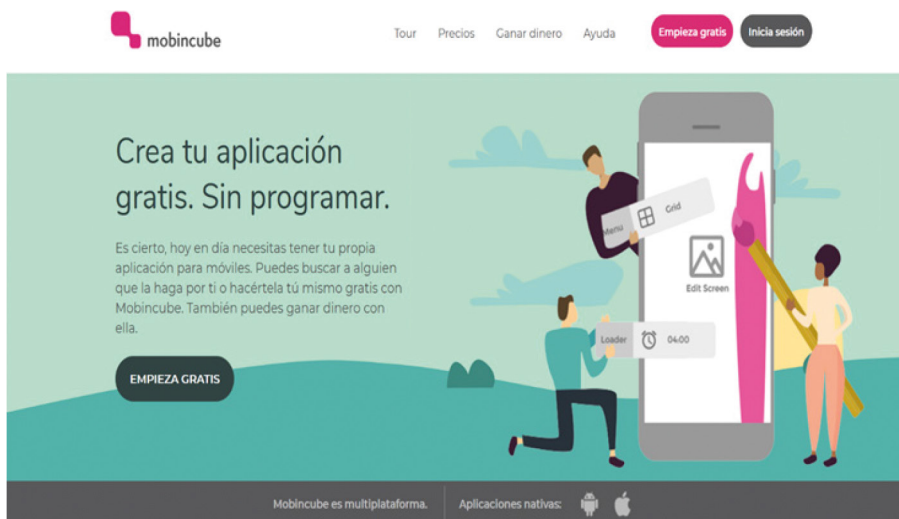 mobincube
Tour Precios Ganar dinero Ayuda Empieza gratis Inicia sesión
Crea tu aplicación
gratis. Sin programar.
Es cierto, hoy en día necesitas tener tu propia
aplicación para móviles. Puedes buscar a alguien
que la haga por ti o hacértela tú mismo gratis con
Mobincube. También puedes ganar dinero con
ella.
EMPIEZA GRATIS
Menu Grid
Edit Screen
Loader 04:00
Mobincube es multiplataforma. Aplicaciones nativas: